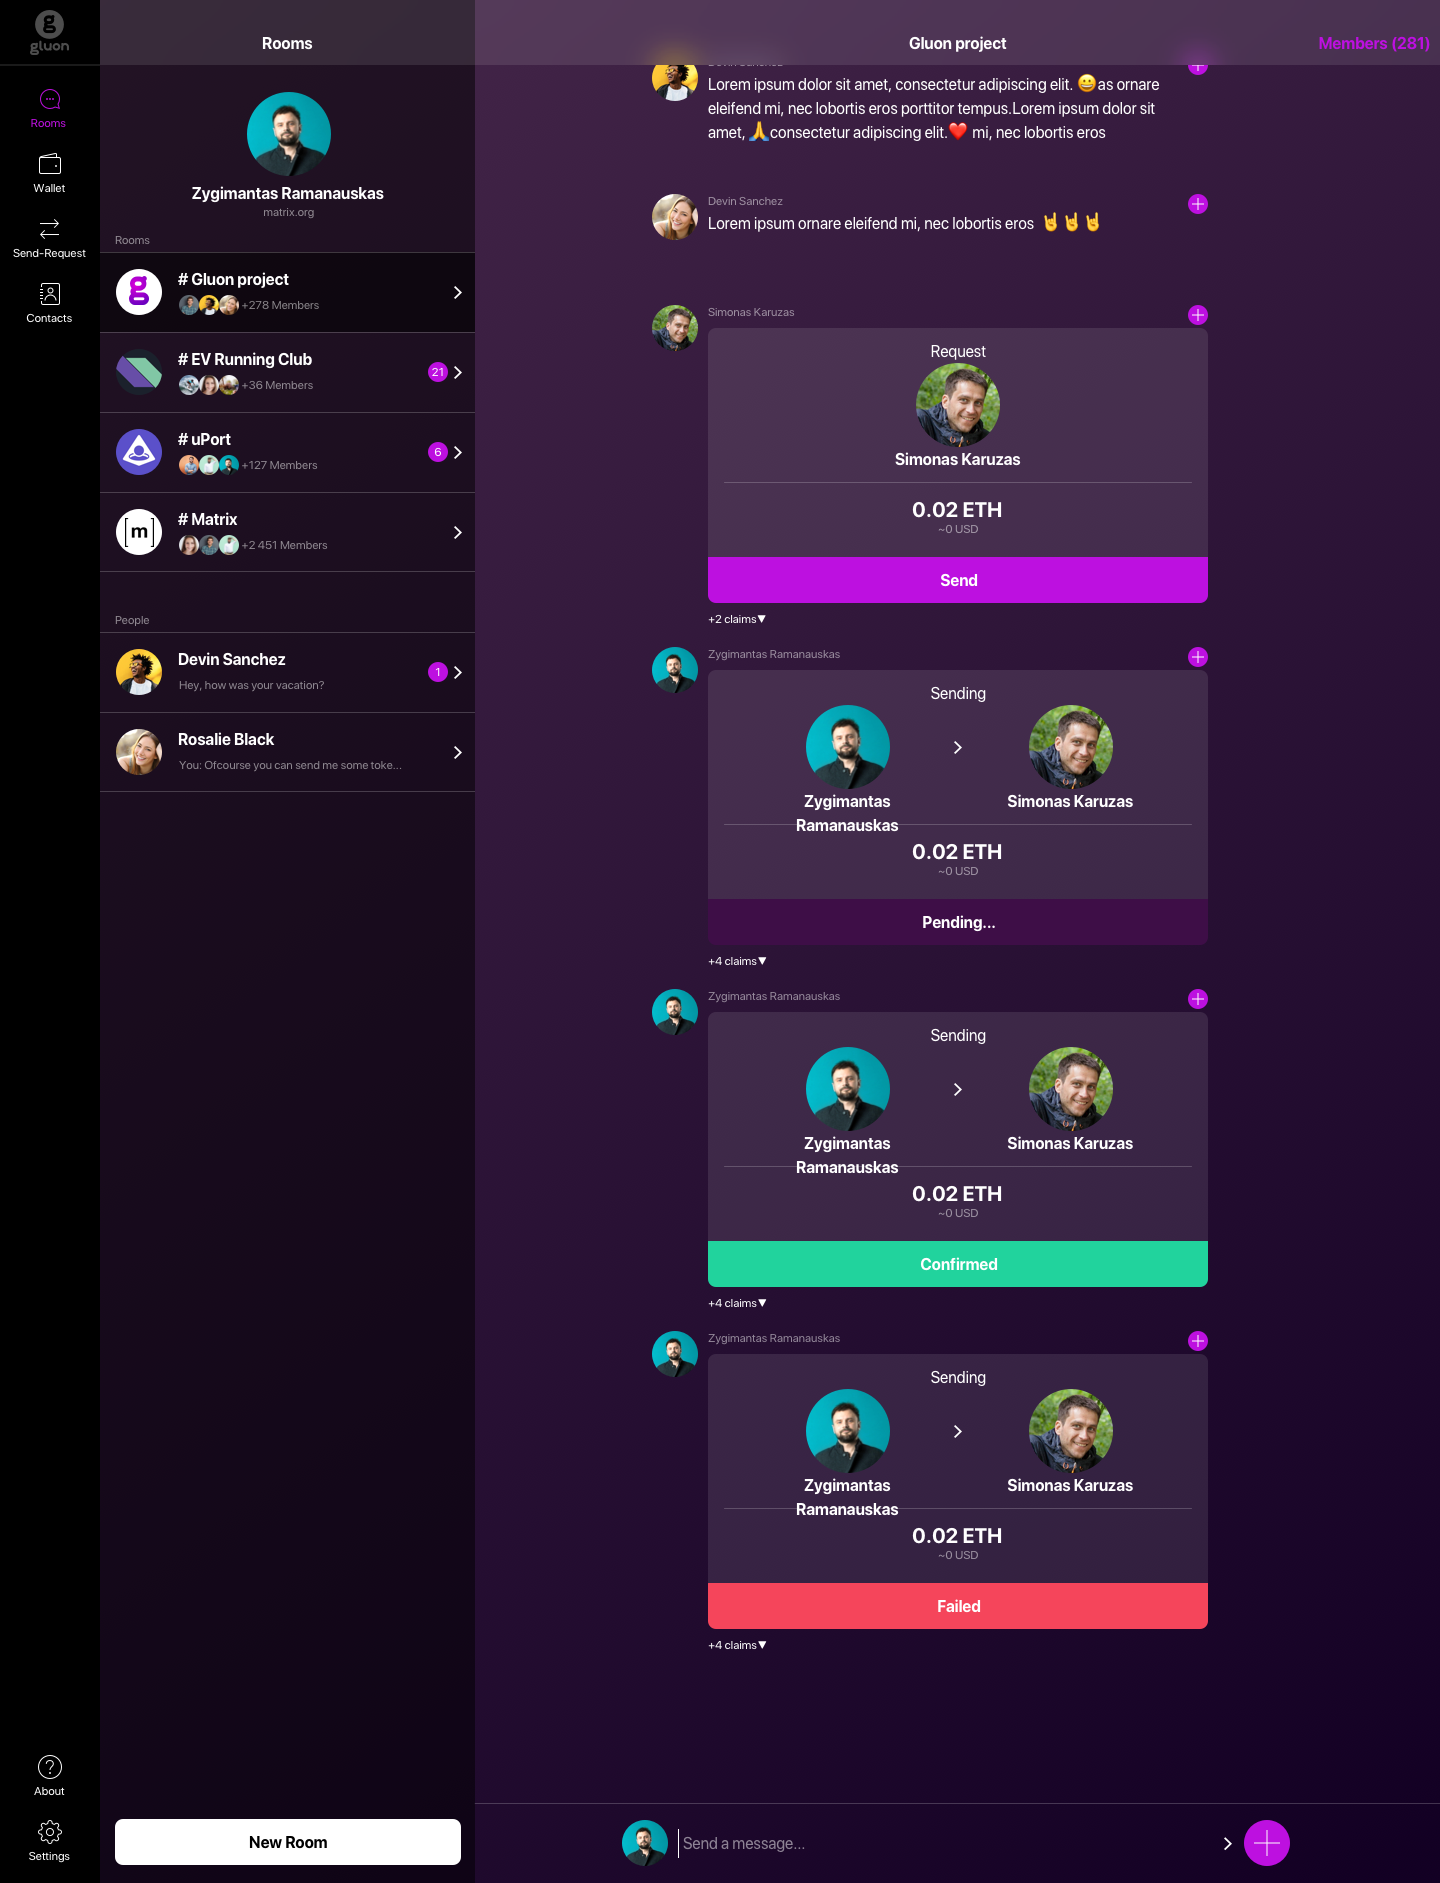 gluon
Rooms
Wallet
Send-Request
Contacts
About
Settings
Rooms
Zygimantas Ramanauskas
matrix.org
Rooms
# Gluon project
+278 Members
# EV Running Club
+36 Members
21
# uPort
+127 Members
6
[m]
# Matrix
+2 451 Members
People
Devin Sanchez
Hey, how was your vacation?
1
Rosalie Black
You: Ofcourse you can send me some toke...
New Room
Gluon project
Members (281)
Devin Sanchez
Lorem ipsum dolor sit amet, consectetur adipiscing elit. 😀as ornare
eleifend mi, nec lobortis eros porttitor tempus.Lorem ipsum dolor sit
amet, 🙏consectetur adipiscing elit.❤️ mi, nec lobortis eros
Devin Sanchez
Lorem ipsum ornare eleifend mi, nec lobortis eros 🤘🤘🤘
Simonas Karuzas
Request
Simonas Karuzas
0.02 ETH
~0 USD
Send
+2 claims▼
Zygimantas Ramanauskas
Sending
Zygimantas
Ramanauskas
Simonas Karuzas
0.02 ETH
~0 USD
Pending...
+4 claims▼
Zygimantas Ramanauskas
Sending
Zygimantas
Ramanauskas
Simonas Karuzas
0.02 ETH
~0 USD
Confirmed
+4 claims▼
Zygimantas Ramanauskas
Sending
Zygimantas
Ramanauskas
Simonas Karuzas
0.02 ETH
~0 USD
Failed
+4 claims▼
Send a message...